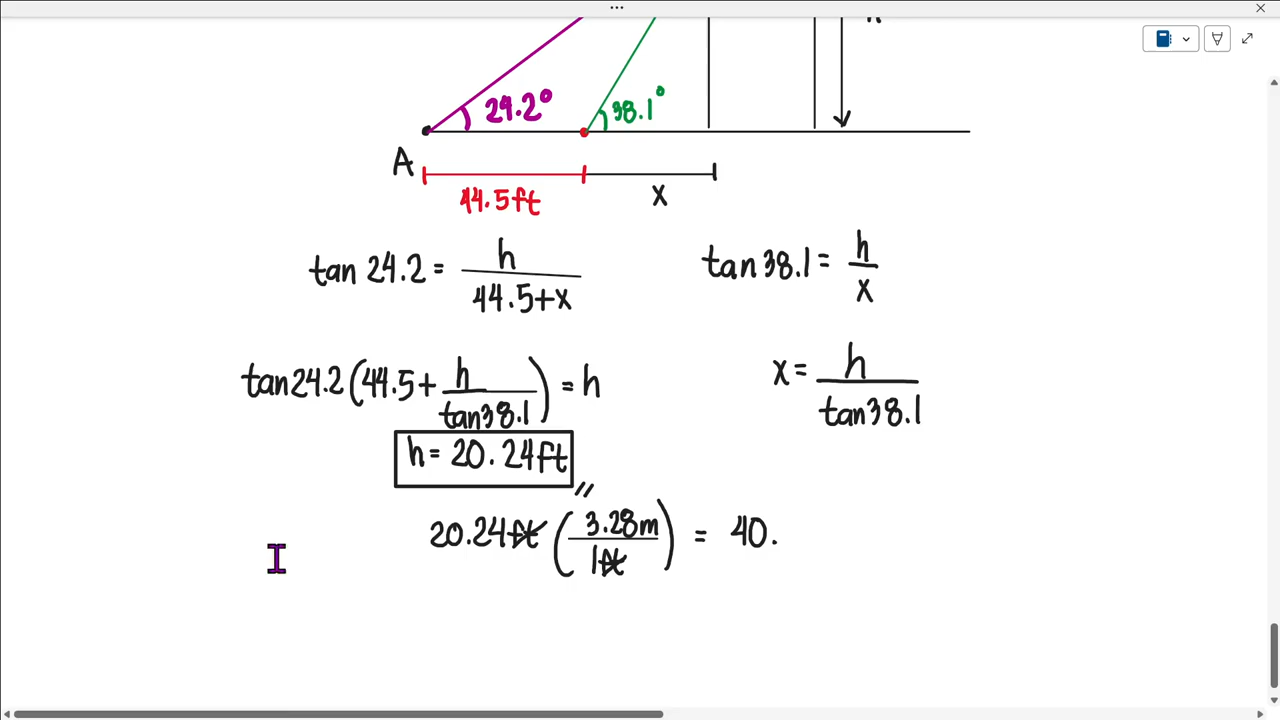 24.2°
38.1°
A
44.5ft
x
tan 24.2 = h / 44.5+x
tan 38.1 = h / x
tan24.2(44.5+ h / tan38.1) = h
x = h / tan38.1
h = 20.24ft
20.24ft (3.28m / 1ft) = 40.